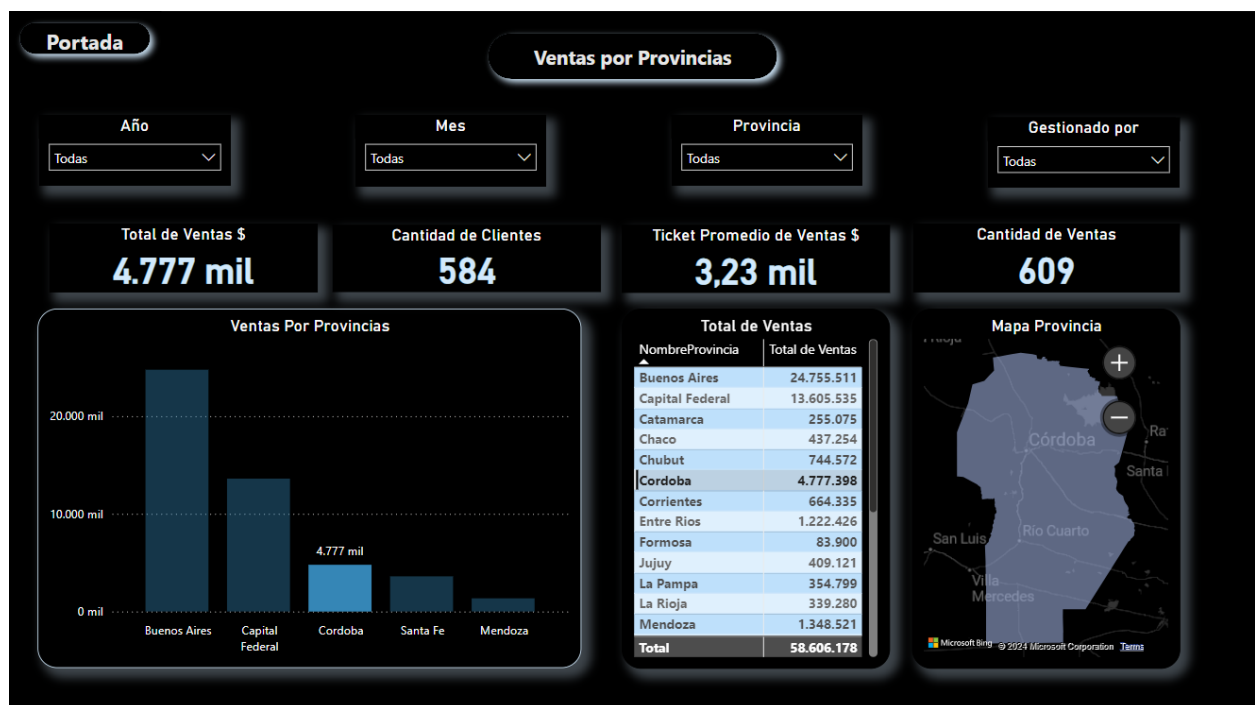 Portada
Ventas por Provincias
Año
Todas
Mes
Todas
Provincia
Todas
Gestionado por
Todas
Total de Ventas $
4.777 mil
Cantidad de Clientes
584
Ticket Promedio de Ventas $
3,23 mil
Cantidad de Ventas
609
Ventas Por Provincias
20.000 mil
10.000 mil
0 mil
4.777 mil
Buenos Aires
Capital
Federal
Cordoba
Santa Fe
Mendoza
Total de Ventas
NombreProvincia Total de Ventas
Buenos Aires 24.755.511
Capital Federal 13.605.535
Catamarca 255.075
Chaco 437.254
Chubut 744.572
Cordoba 4.777.398
Corrientes 664.335
Entre Rios 1.222.426
Formosa 83.900
Jujuy 409.121
La Pampa 354.799
La Rioja 339.280
Mendoza 1.348.521
Total 58.606.178
Mapa Provincia
Córdoba
Ra
Santa
San Luis
Río Cuarto
Villa
Mercedes
Microsoft Bing © 2024 Microsoft Corporation Terms